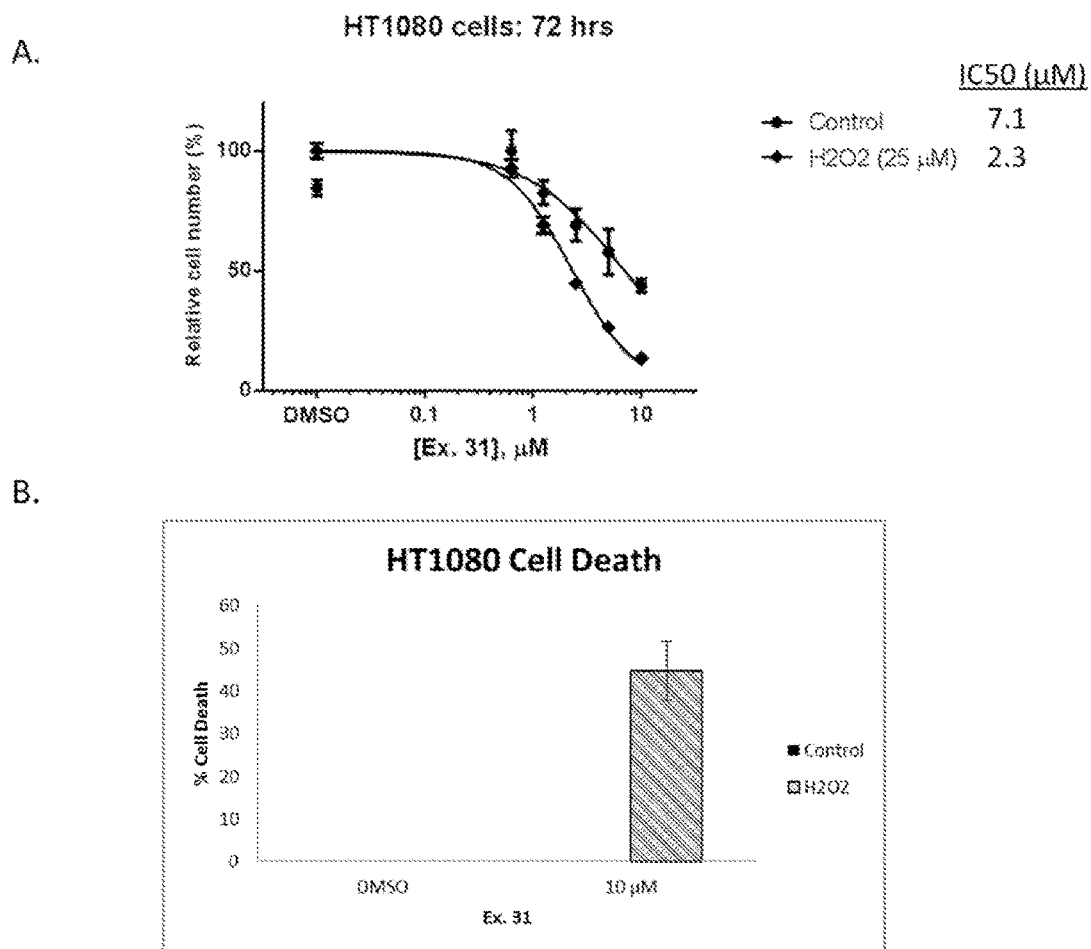 HT1080 cells: 72 hrs
A.
IC50 (µM)
Control 7.1
H2O2 (25 µM) 2.3
Relative cell number (%)
100
50
0
DMSO 0.1 1 10
[Ex. 31], µM
B.
HT1080 Cell Death
% Cell Death
60
50
40
30
20
10
0
Control
H2O2
DMSO 10 µM
Ex. 31